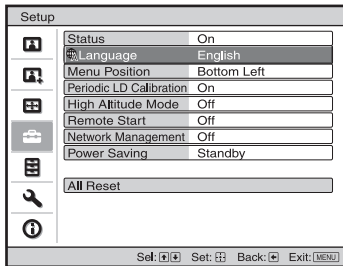 Setup
Status On
Language English
Menu Position Bottom Left
Periodic LD Calibration On
High Altitude Mode Off
Remote Start Off
Network Management Off
Power Saving Standby
All Reset
Sel: Set: Back: Exit: MENU